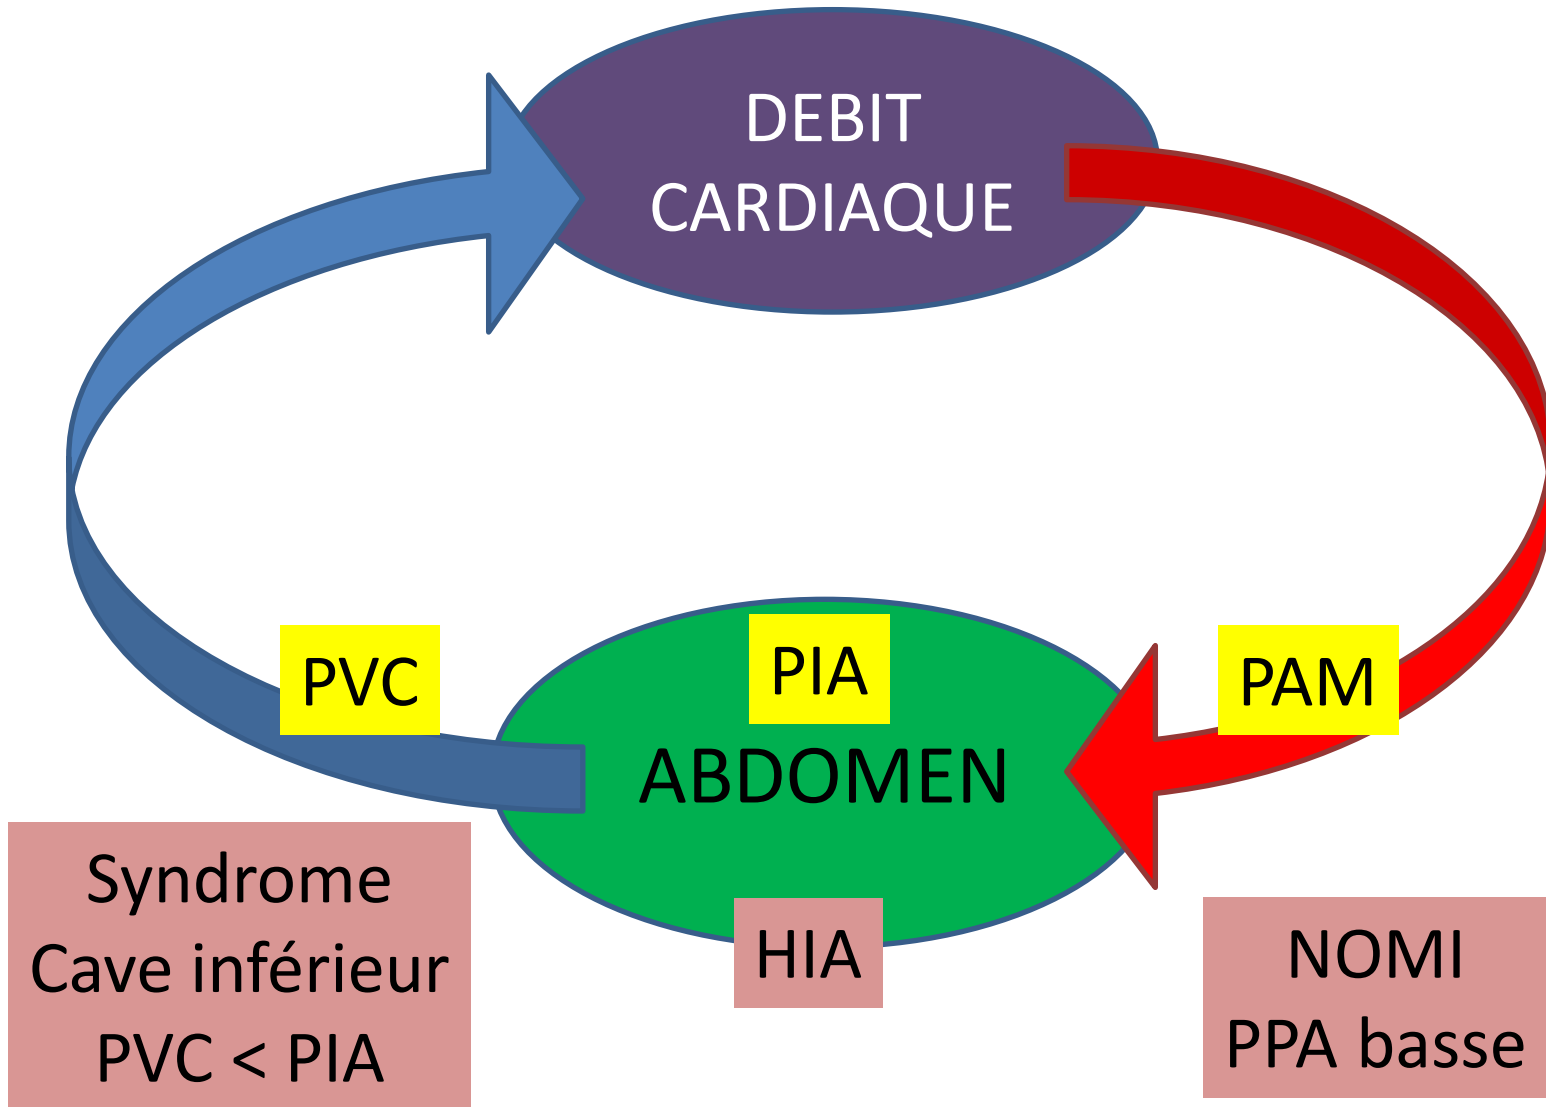 DEBIT
CARDIAQUE
PVC
PIA
PAM
ABDOMEN
Syndrome
Cave inférieur
PVC < PIA
HIA
NOMI
PPA basse